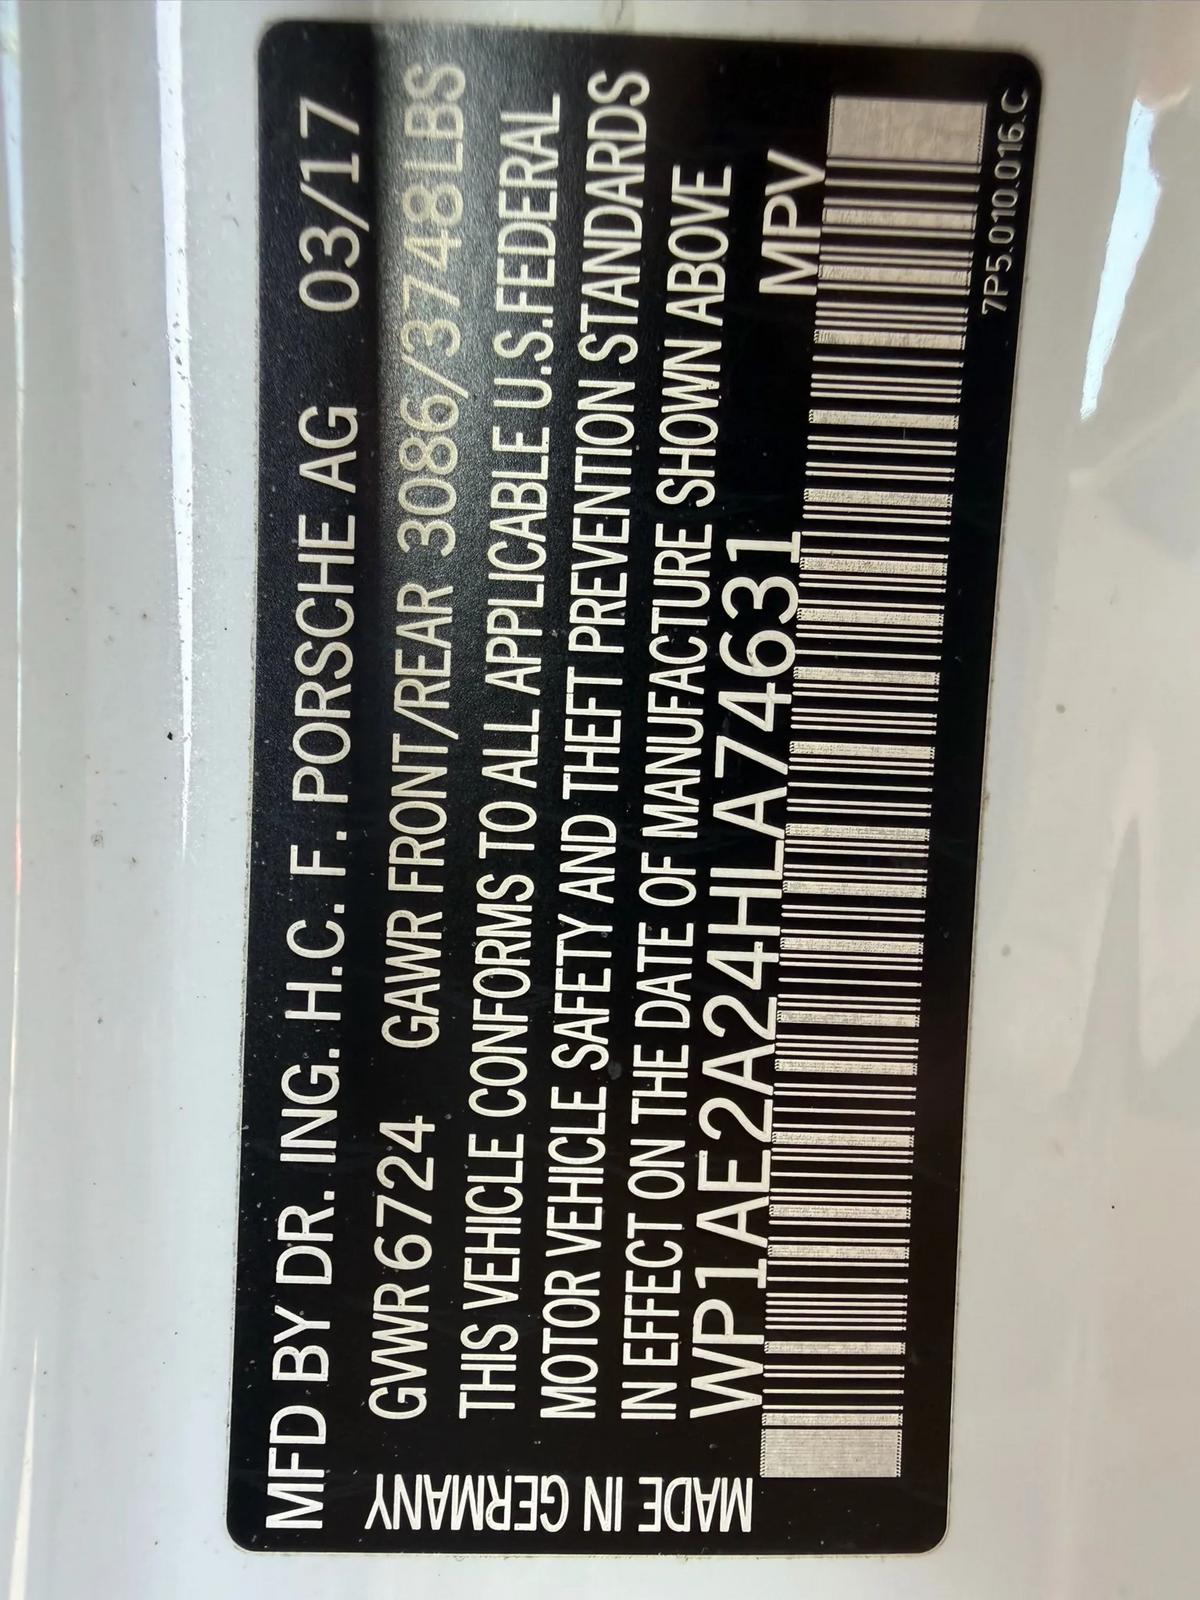 MFD BY DR. ING. H.C. F. PORSCHE AG 03/17
GVWR 6724 GAWR FRONT/REAR 3086/3748LBS
THIS VEHICLE CONFORMS TO ALL APPLICABLE U.S.FEDERAL
MOTOR VEHICLE SAFETY AND THEFT PREVENTION STANDARDS
IN EFFECT ON THE DATE OF MANUFACTURE SHOWN ABOVE
WP1AE2A24HLA74631 MPV
7P5.010.016.C
MADE IN GERMANY